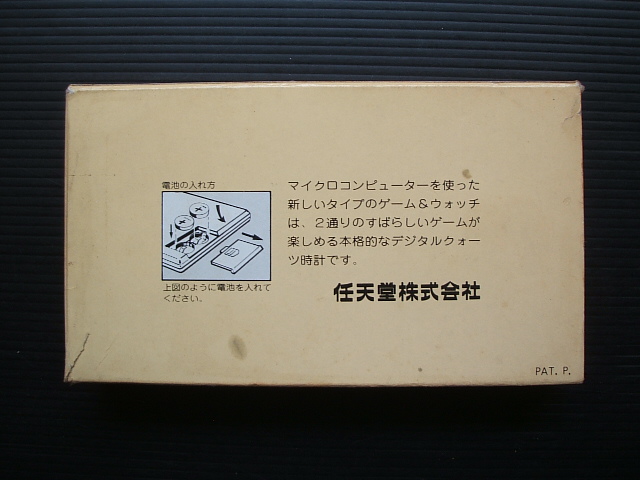 電池の入れ方
上図のように電池を入れて
ください。
マイクロコンピューターを使った
新しいタイプのゲーム&ウォッチ
は、2通りのすばらしいゲームが
楽しめる本格的なデジタルクォー
ツ時計です。
任天堂株式会社
PAT. P.